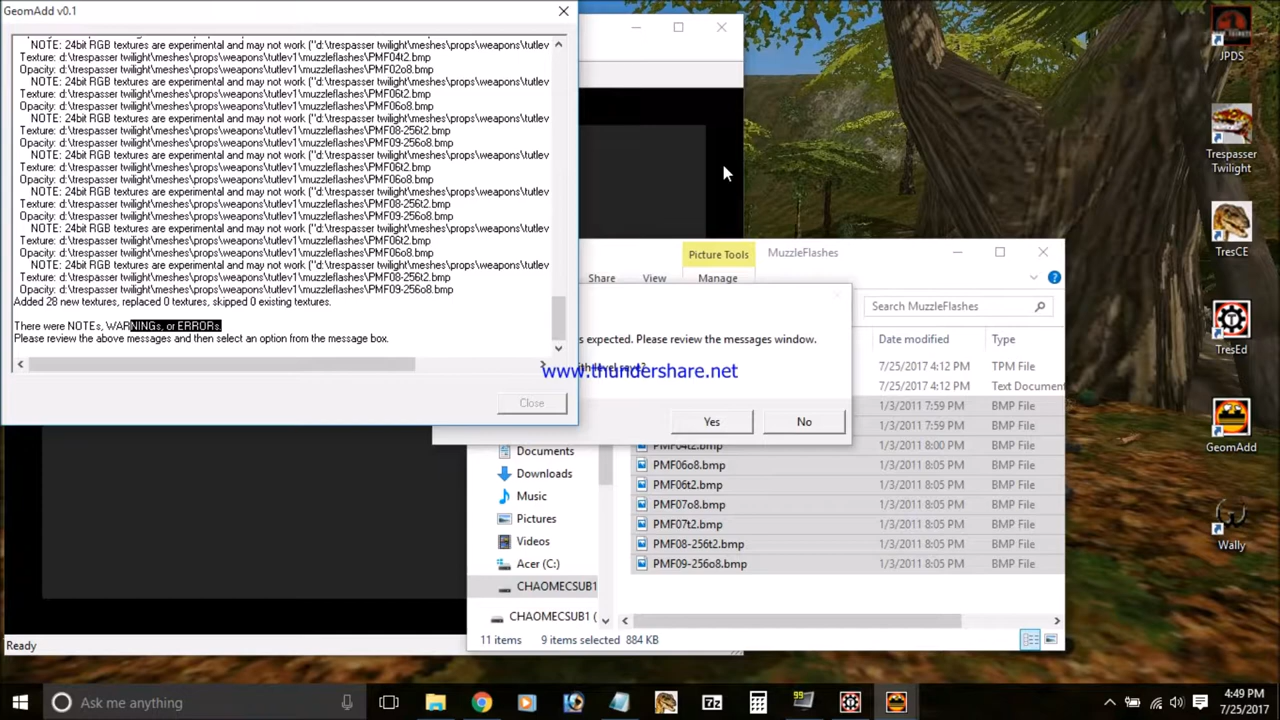 GeomAdd v0.1
NOTE: 24bit RGB textures are experimental and may not work ("d:\trespasser twilight\meshes\props\weapons\tutlev
Texture: d:\trespasser twilight\meshes\props\weapons\tutlev1\muzzleflashes\PMF04t2.bmp
Opacity: d:\trespasser twilight\meshes\props\weapons\tutlev1\muzzleflashes\PMF02o8.bmp
NOTE: 24bit RGB textures are experimental and may not work ("d:\trespasser twilight\meshes\props\weapons\tutlev
Texture: d:\trespasser twilight\meshes\props\weapons\tutlev1\muzzleflashes\PMF06t2.bmp
Opacity: d:\trespasser twilight\meshes\props\weapons\tutlev1\muzzleflashes\PMF06o8.bmp
NOTE: 24bit RGB textures are experimental and may not work ("d:\trespasser twilight\meshes\props\weapons\tutlev
Texture: d:\trespasser twilight\meshes\props\weapons\tutlev1\muzzleflashes\PMF08-256t2.bmp
Opacity: d:\trespasser twilight\meshes\props\weapons\tutlev1\muzzleflashes\PMF09-256o8.bmp
NOTE: 24bit RGB textures are experimental and may not work ("d:\trespasser twilight\meshes\props\weapons\tutlev
Texture: d:\trespasser twilight\meshes\props\weapons\tutlev1\muzzleflashes\PMF06t2.bmp
Opacity: d:\trespasser twilight\meshes\props\weapons\tutlev1\muzzleflashes\PMF06o8.bmp
NOTE: 24bit RGB textures are experimental and may not work ("d:\trespasser twilight\meshes\props\weapons\tutlev
Texture: d:\trespasser twilight\meshes\props\weapons\tutlev1\muzzleflashes\PMF08-256t2.bmp
Opacity: d:\trespasser twilight\meshes\props\weapons\tutlev1\muzzleflashes\PMF09-256o8.bmp
NOTE: 24bit RGB textures are experimental and may not work ("d:\trespasser twilight\meshes\props\weapons\tutlev
Texture: d:\trespasser twilight\meshes\props\weapons\tutlev1\muzzleflashes\PMF06t2.bmp
Opacity: d:\trespasser twilight\meshes\props\weapons\tutlev1\muzzleflashes\PMF06o8.bmp
NOTE: 24bit RGB textures are experimental and may not work ("d:\trespasser twilight\meshes\props\weapons\tutlev
Texture: d:\trespasser twilight\meshes\props\weapons\tutlev1\muzzleflashes\PMF08-256t2.bmp
Opacity: d:\trespasser twilight\meshes\props\weapons\tutlev1\muzzleflashes\PMF09-256o8.bmp
Added 28 new textures, replaced 0 textures, skipped 0 existing textures.
There were NOTEs, WARNINGs, or ERRORs.
Please review the above messages and then select an option from the message box.
Close
Picture Tools
MuzzleFlashes
Share
View
Manage
Search MuzzleFlashes
Date modified
Type
s expected. Please review the messages window.
www.thundershare.net
Yes
No
7/25/2017 4:12 PM
TPM File
7/25/2017 4:12 PM
Text Document
1/3/2011 7:59 PM
BMP File
1/3/2011 7:59 PM
BMP File
PMF04t2.bmp
1/3/2011 8:00 PM
BMP File
PMF06o8.bmp
1/3/2011 8:05 PM
BMP File
PMF06t2.bmp
1/3/2011 8:05 PM
BMP File
PMF07o8.bmp
1/3/2011 8:05 PM
BMP File
PMF07t2.bmp
1/3/2011 8:05 PM
BMP File
PMF08-256t2.bmp
1/3/2011 8:05 PM
BMP File
PMF09-256o8.bmp
1/3/2011 8:05 PM
BMP File
Documents
Downloads
Music
Pictures
Videos
Acer (C:)
CHAOMECSUB1
CHAOMECSUB1 (
11 items
9 items selected 884 KB
Ready
JPDS
Trespasser
Twilight
TresCE
TresEd
GeomAdd
Wally
Ask me anything
99
7z
4:49 PM
7/25/2017